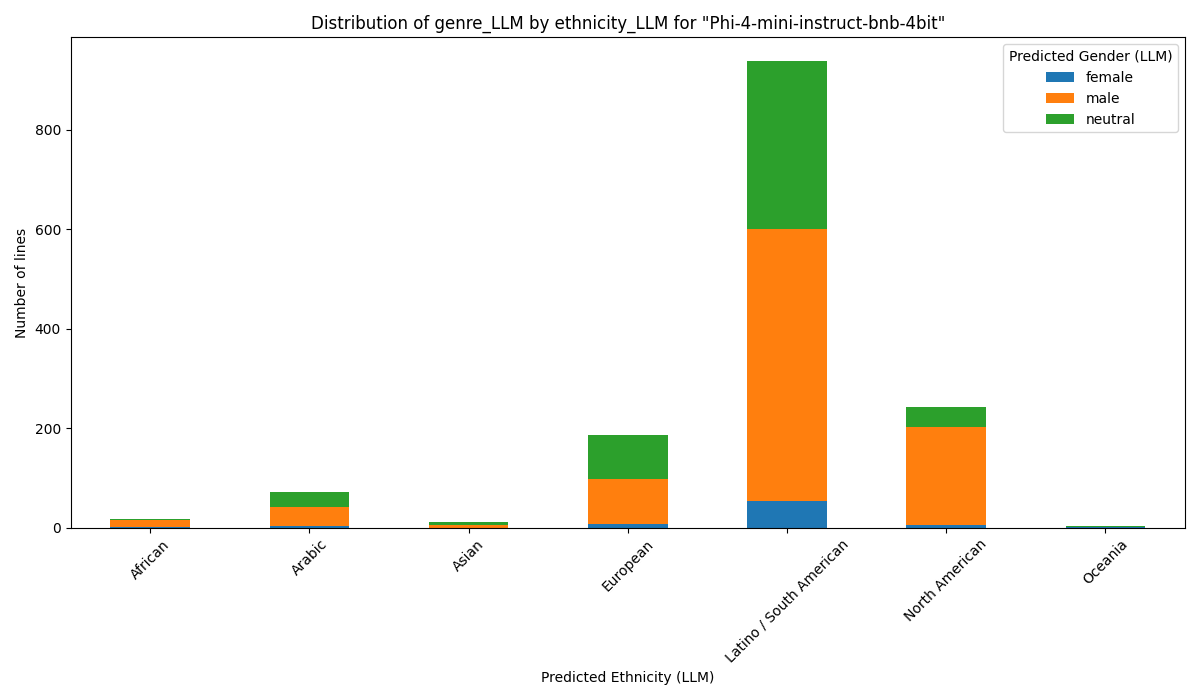 Distribution of genre_LLM by ethnicity_LLM for "Phi-4-mini-instruct-bnb-4bit"
Predicted Gender (LLM)
female
male
neutral
Number of lines
800
600
400
200
0
African
Arabic
Asian
European
Latino / South American
North American
Oceania
Predicted Ethnicity (LLM)